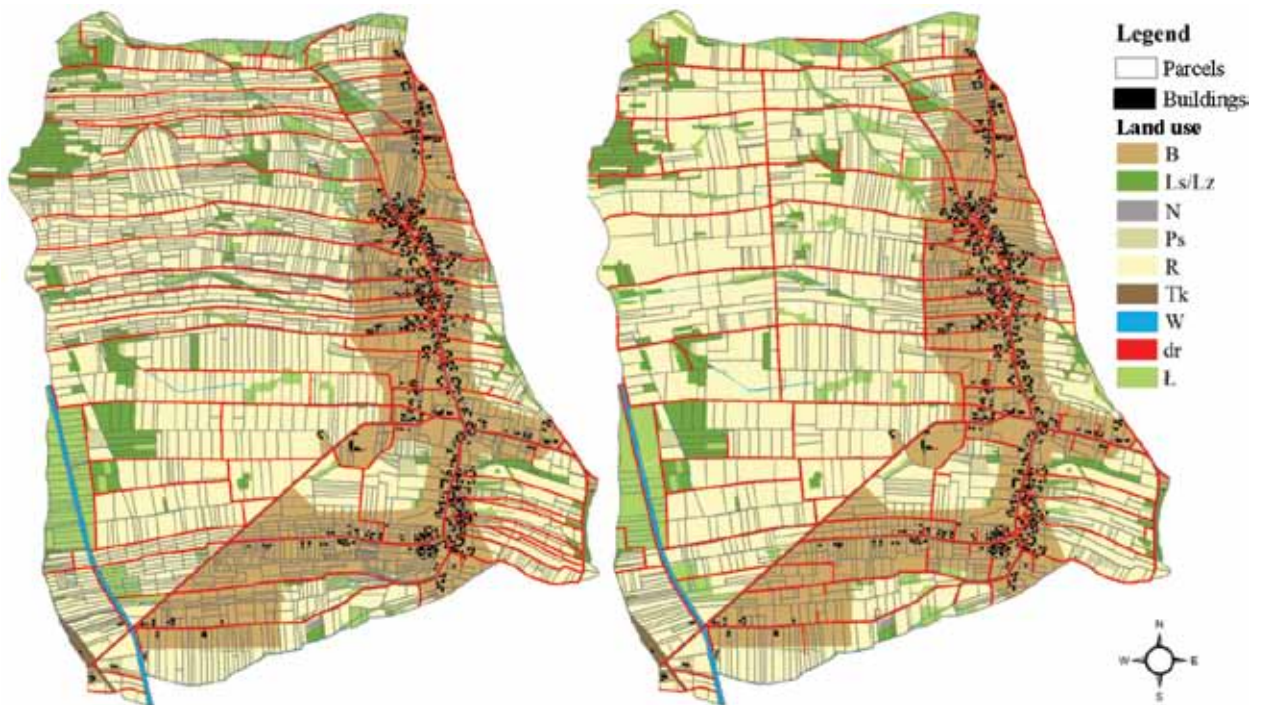 Legend
Parcels
Buildings
Land use
B
Ls/Lz
N
Ps
R
Tk
W
dr
Ł
N
W E
S